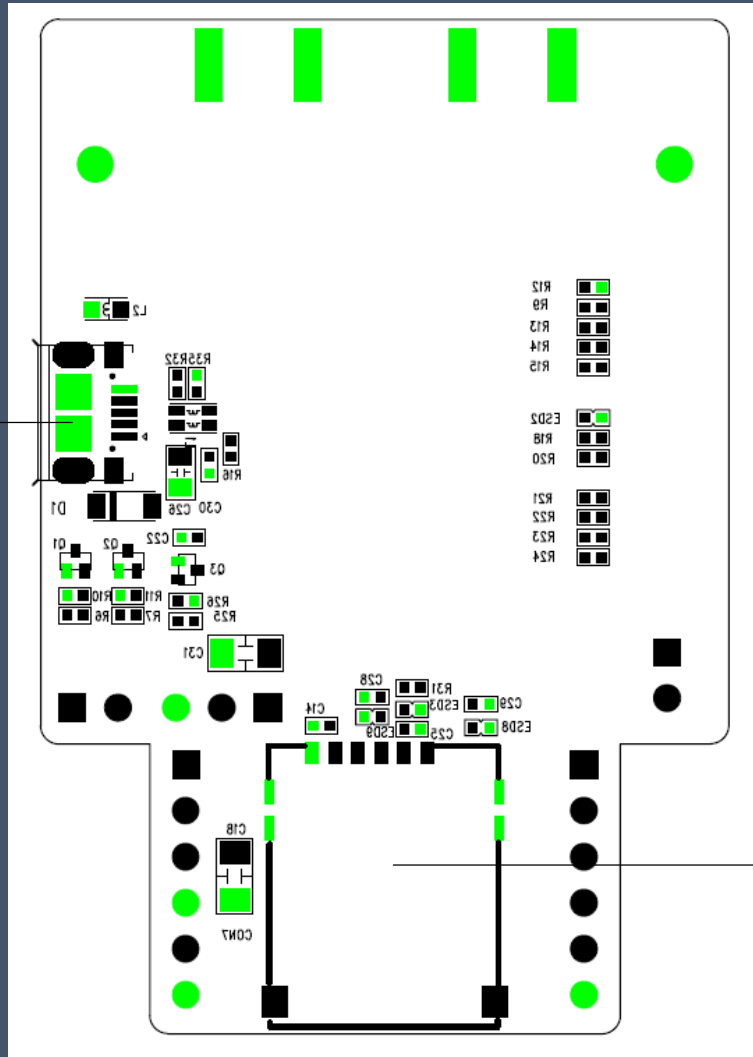 R12
R9
R13
R14
R15
L2
R35R32
ESD2
R18
R20
R16
C30
C26
D1
R21
R22
R23
R24
C22
Q1
Q2
Q3
R10
R11
R26
R6
R7
R25
C31
C28
R31
C14
ESD3
C29
ESD9
C25
ESD8
C18
CON7